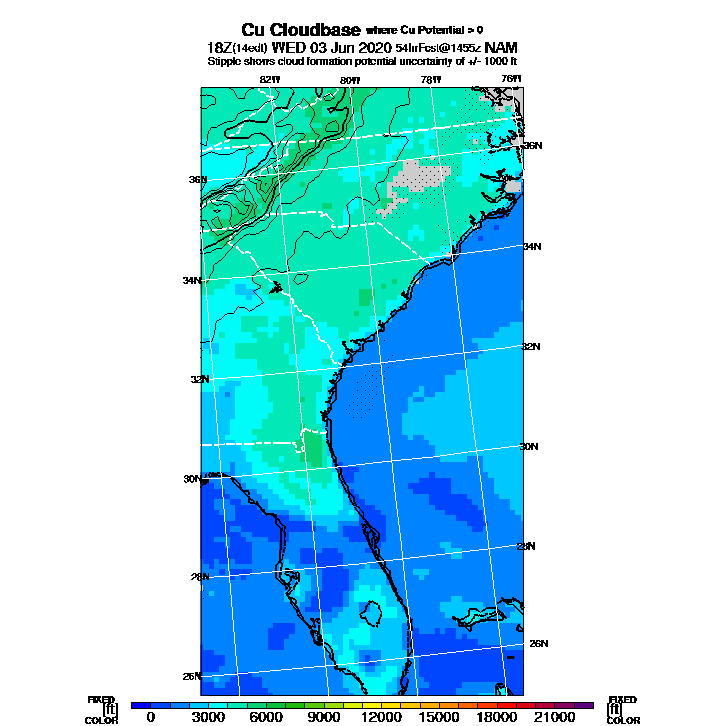 Cu Cloudbase where Cu Potential > 0
18Z(14edt) WED 03 Jun 2020 54hrFcst@1455z NAM
Stipple shows cloud formation potential uncertainty of +/- 1000 ft
82W 80W 78W 76W
36N
36N
34N
34N
32N
32N
30N
30N
28N
28N
26N
26N
FIXED FIXED
[ft] [ft]
COLOR COLOR
0 3000 6000 9000 12000 15000 18000 21000